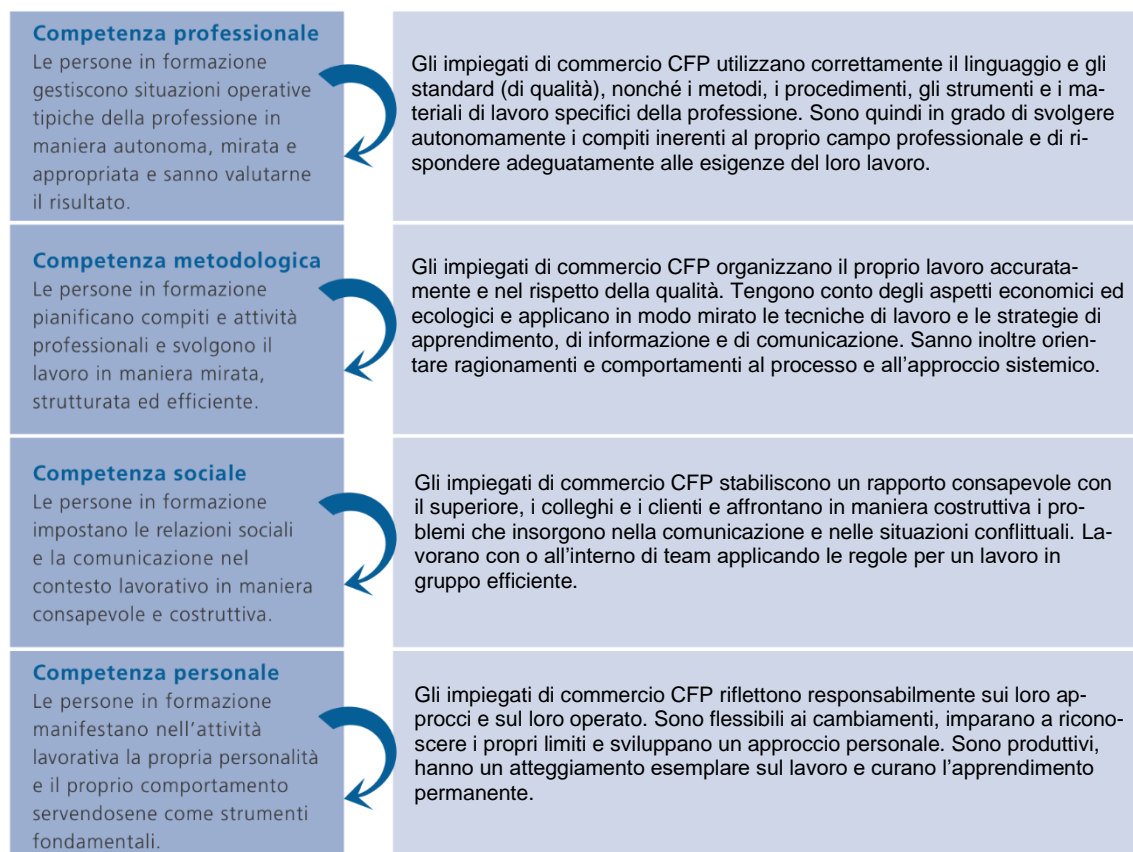 Competenza professionale
Le persone in formazione
gestiscono situazioni operative
tipiche della professione in
maniera autonoma, mirata e
appropriata e sanno valutarne
il risultato.
Gli impiegati di commercio CFP utilizzano correttamente il linguaggio e gli
standard (di qualità), nonché i metodi, i procedimenti, gli strumenti e i ma-
teriali di lavoro specifici della professione. Sono quindi in grado di svolgere
autonomamente i compiti inerenti al proprio campo professionale e di ri-
spondere adeguatamente alle esigenze del loro lavoro.
Competenza metodologica
Le persone in formazione
pianificano compiti e attività
professionali e svolgono il
lavoro in maniera mirata,
strutturata ed efficiente.
Gli impiegati di commercio CFP organizzano il proprio lavoro accurata-
mente e nel rispetto della qualità. Tengono conto degli aspetti economici ed
ecologici e applicano in modo mirato le tecniche di lavoro e le strategie di
apprendimento, di informazione e di comunicazione. Sanno inoltre orien-
tare ragionamenti e comportamenti al processo e all'approccio sistemico.
Competenza sociale
Le persone in formazione
impostano le relazioni sociali
e la comunicazione nel
contesto lavorativo in maniera
consapevole e costruttiva.
Gli impiegati di commercio CFP stabiliscono un rapporto consapevole con
il superiore, i colleghi e i clienti e affrontano in maniera costruttiva i pro-
blemi che insorgono nella comunicazione e nelle situazioni conflittuali. La-
vorano con o all'interno di team applicando le regole per un lavoro in
gruppo efficiente.
Competenza personale
Le persone in formazione
manifestano nell'attività
lavorativa la propria personalità
e il proprio comportamento
servendosene come strumenti
fondamentali.
Gli impiegati di commercio CFP riflettono responsabilmente sui loro ap-
procci e sul loro operato. Sono flessibili ai cambiamenti, imparano a ricono-
scere i propri limiti e sviluppano un approccio personale. Sono produttivi,
hanno un atteggiamento esemplare sul lavoro e curano l'apprendimento
permanente.